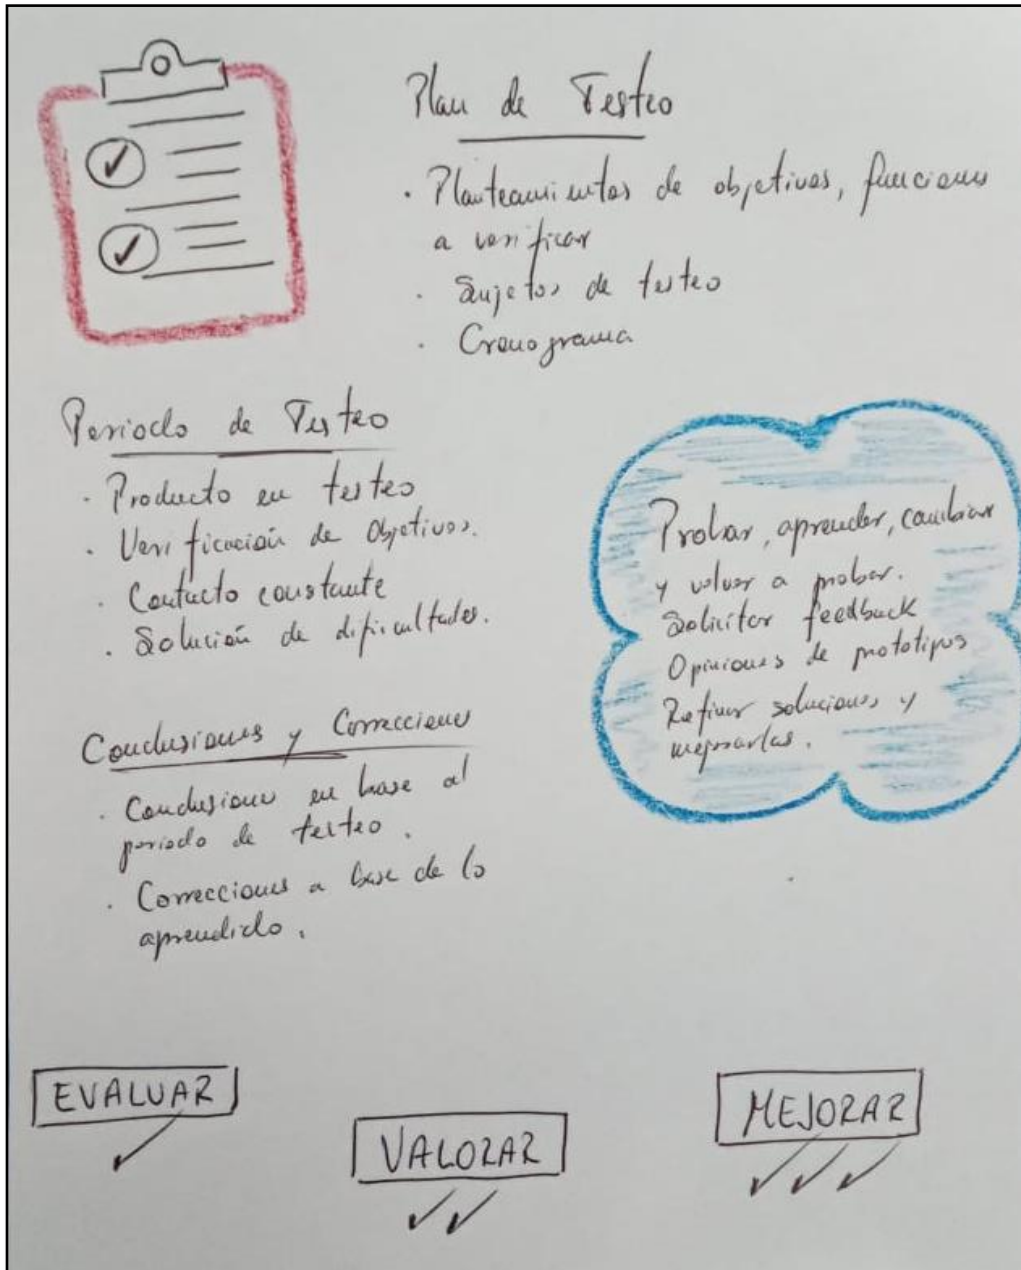 Plan de Testeo
· Planteamientos de objetivos, funciones
a verificar
· Sujetos de testeo
· Cronograma
Periodo de Testeo
· Producto en testeo
· Verificación de Objetivos.
· Contacto constante
· Solución de dificultades.
Conclusiones y Correcciones
· Conclusiones en base al
periodo de testeo.
· Correcciones a base de lo
aprendido.
Probar, aprender, cambiar
y volver a probar.
Solicitar feedback
Opiniones de prototipos
Refinar soluciones y
mejorarlas.
EVALUAR
VALORAR
MEJORAR